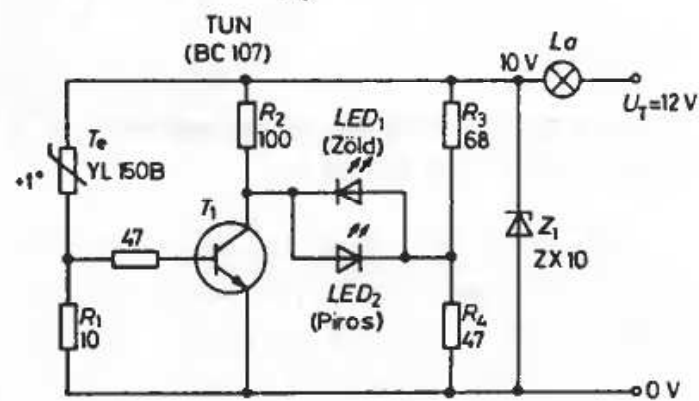 TUN
(BC 107)
10 V
La
U_T=12 V
R2
100
LED1
(Zöld)
R3
68
Te
YL 150B
+1°
T1
47
Z1
ZX 10
LED2
(Piros)
R1
10
R4
47
0 V